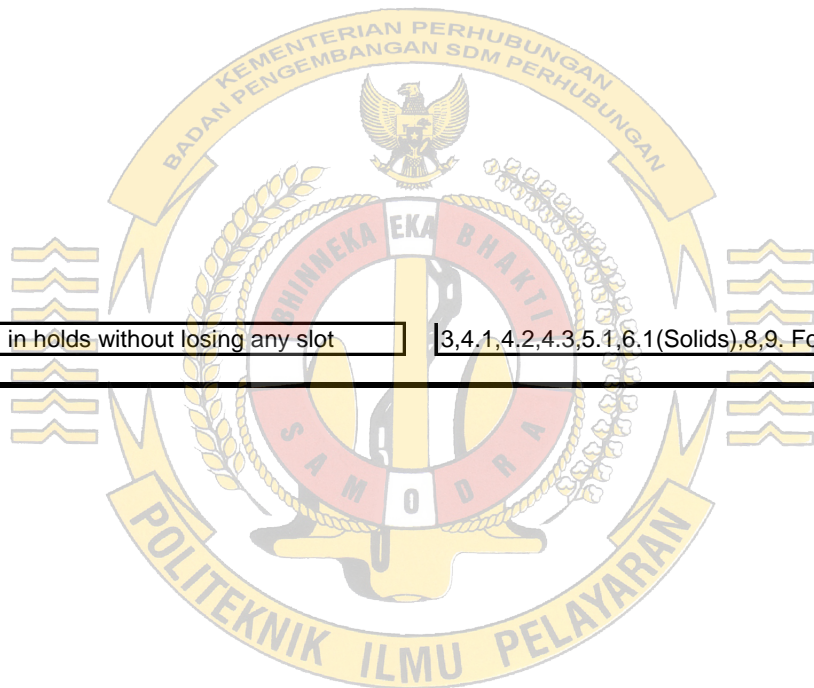 KEMENTERIAN PERHUBUNGAN
BADAN PENGEMBANGAN SDM PERHUBUNGAN
BHINNEKA EKA BHAKTI
in holds without losing any slot
3,4.1,4.2,4.3,5.1,6.1(Solids),8,9. Fo
SAMODRA
POLITEKNIK ILMU PELAYARAN